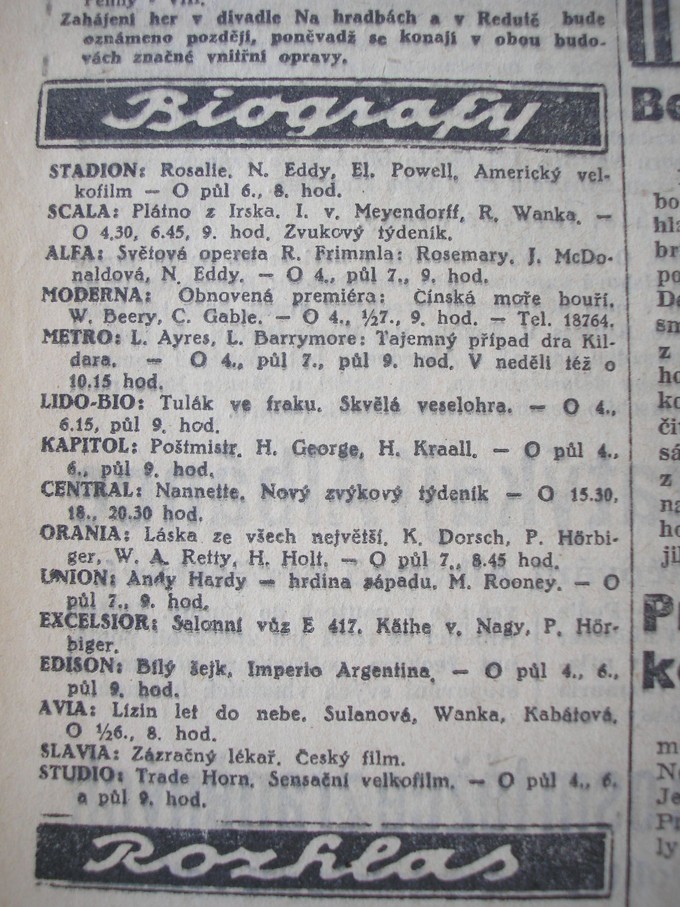 Zahájení her v divadle Na hradbách a v Redutě bude
oznámeno později, poněvadž se konají v obou budo-
vách značné vnitřní opravy.
Biografy
STADION: Rosalie. N. Eddy, El. Powell. Americký vel-
kofilm — O půl 6., 8. hod.
SCALA: Plátno z Irska. I. v. Meyendorff, R. Wanka. —
O 4.30, 6.45, 9. hod. Zvukový týdeník.
ALFA: Světová opereta R. Frimmla: Rosemary. J. McDo-
naldová, N. Eddy. — O 4., půl 7., 9. hod.
MODERNA: Obnovená premiéra: Čínská moře bouří.
W. Beery, C. Gable. — O 4., ½7., 9. hod. — Tel. 18764.
METRO: L. Ayres, L. Barrymore: Tajemný případ dra Kil-
dara. — O 4., půl 7., půl 9. hod. V neděli též o
10.15 hod.
LIDO-BIO: Tulák ve fraku. Skvělá veselohra. — O 4.,
6.15, půl 9. hod.
KAPITOL: Poštmistr. H. George, H. Kraall. — O půl 4.,
6., půl 9. hod.
CENTRAL: Nannette. Nový zvýkový týdeník — O 15.30,
18., 20.30 hod.
ORANIA: Láska ze všech největší. K. Dorsch, P. Hörbi-
ger, W. A. Retty, H. Holt. — O půl 7., 8.45 hod.
UNION: Andy Hardy — hrdina západu. M. Rooney. — O
půl 7., 9. hod.
EXCELSIOR: Salonní vůz E 417. Käthe v. Nagy, P. Hör-
biger.
EDISON: Bílý šejk. Imperio Argentina. — O půl 4., 6.,
půl 9. hod.
AVIA: Lízin let do nebe. Sulanová, Wanka, Kabátová.
O ½6., 8. hod.
SLAVIA: Zázračný lékař. Český film.
STUDIO: Trade Horn. Sensační velkofilm. — O půl 4., 6.
a půl 9. hod.
Rozhlas